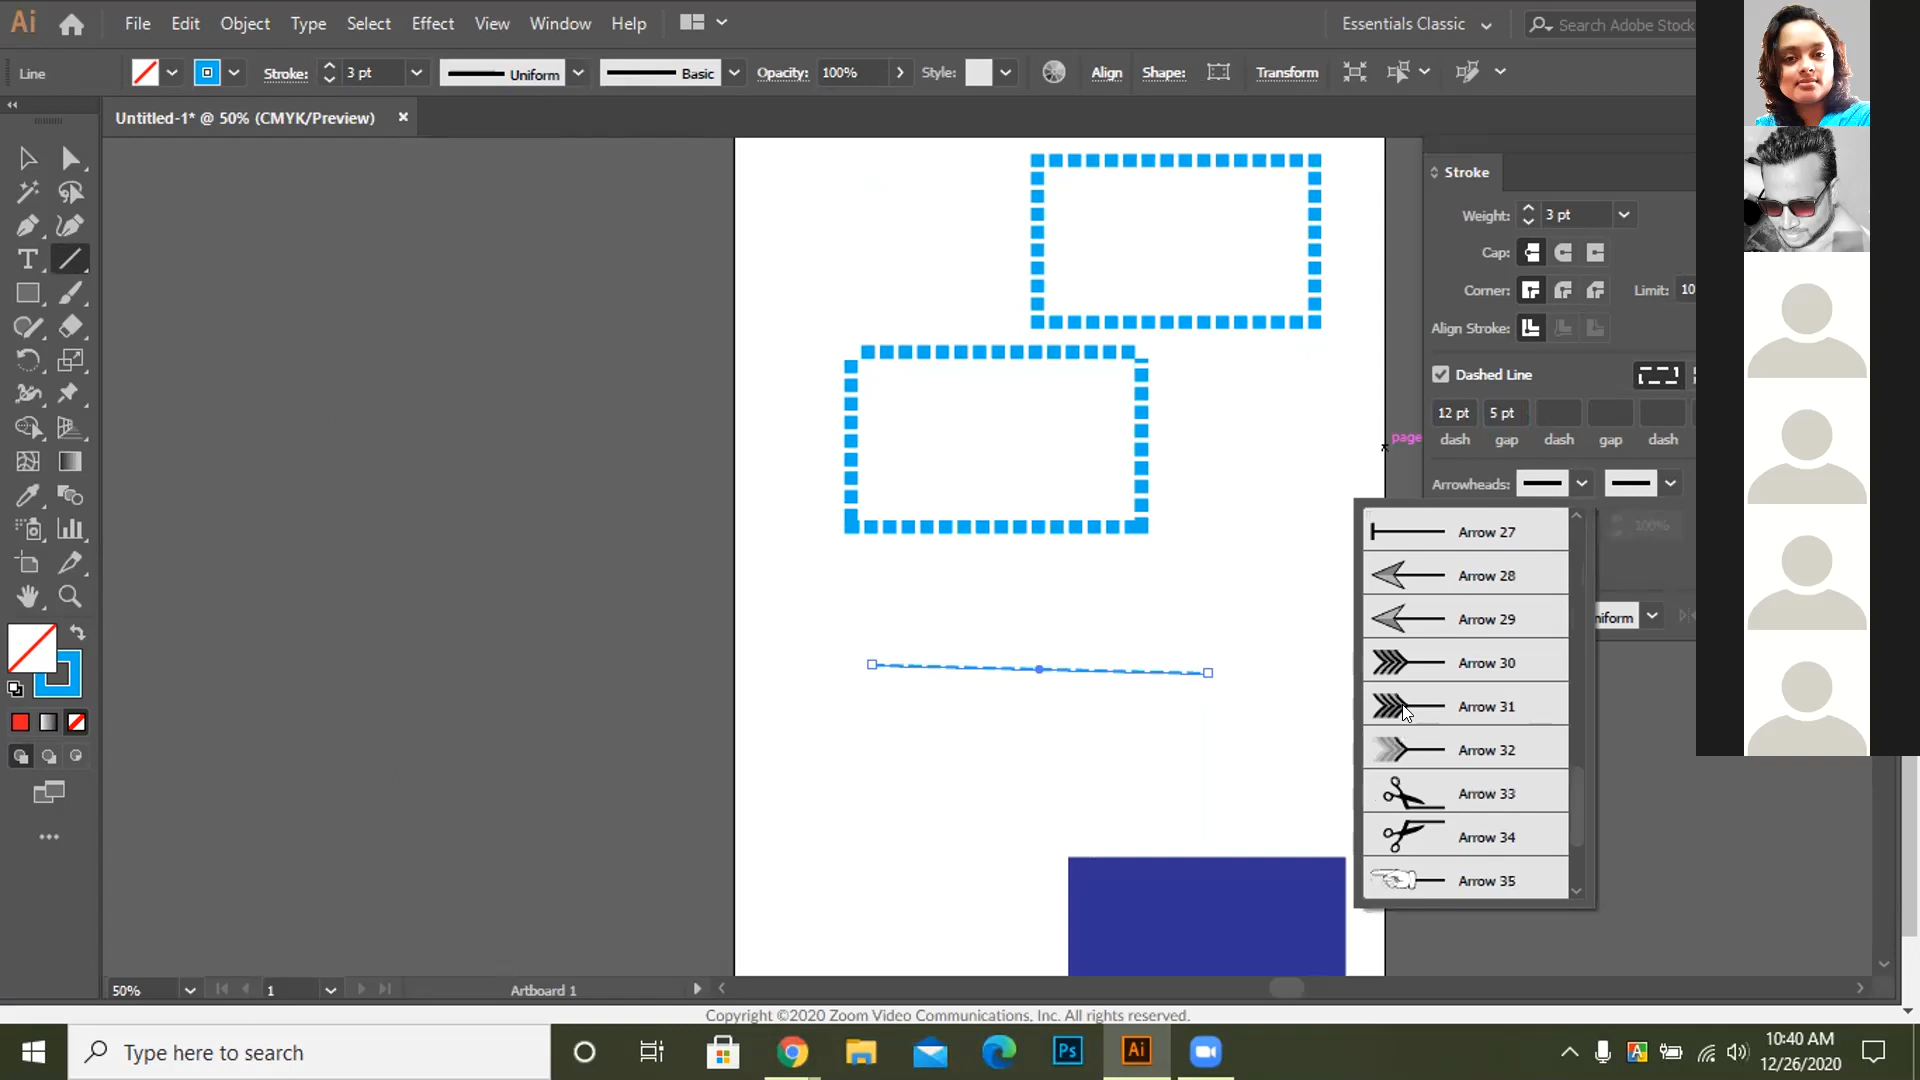 Ai File Edit Object Type Select Effect View Window Help Essentials Classic Search Adobe Stock
Line Stroke: 3 pt Uniform Basic Opacity: 100% Style: Align Shape: Transform
Untitled-1* @ 50% (CMYK/Preview) ×
Stroke
Weight: 3 pt
Cap:
Corner: Limit: 10
Align Stroke:
Dashed Line
12 pt 5 pt
dash gap dash gap dash
page
Arrowheads:
100%
Arrow 27
Arrow 28
Arrow 29
niform
Arrow 30
Arrow 31
Arrow 32
Arrow 33
Arrow 34
Arrow 35
T
50% 1 Artboard 1
Copyright ©2020 Zoom Video Communications, Inc. All rights reserved.
Type here to search
Ps
Ai
A
10:40 AM
12/26/2020